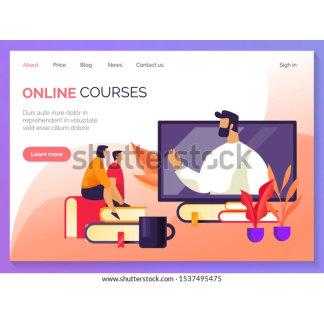 About Price Blog News Contact us Sign in
ONLINE COURSES
Duis aute irure dolor in
reprehenderit in voluptate
velit esse cillum dolore
Learn more
shutterstock
www.shutterstock.com · 1537495475